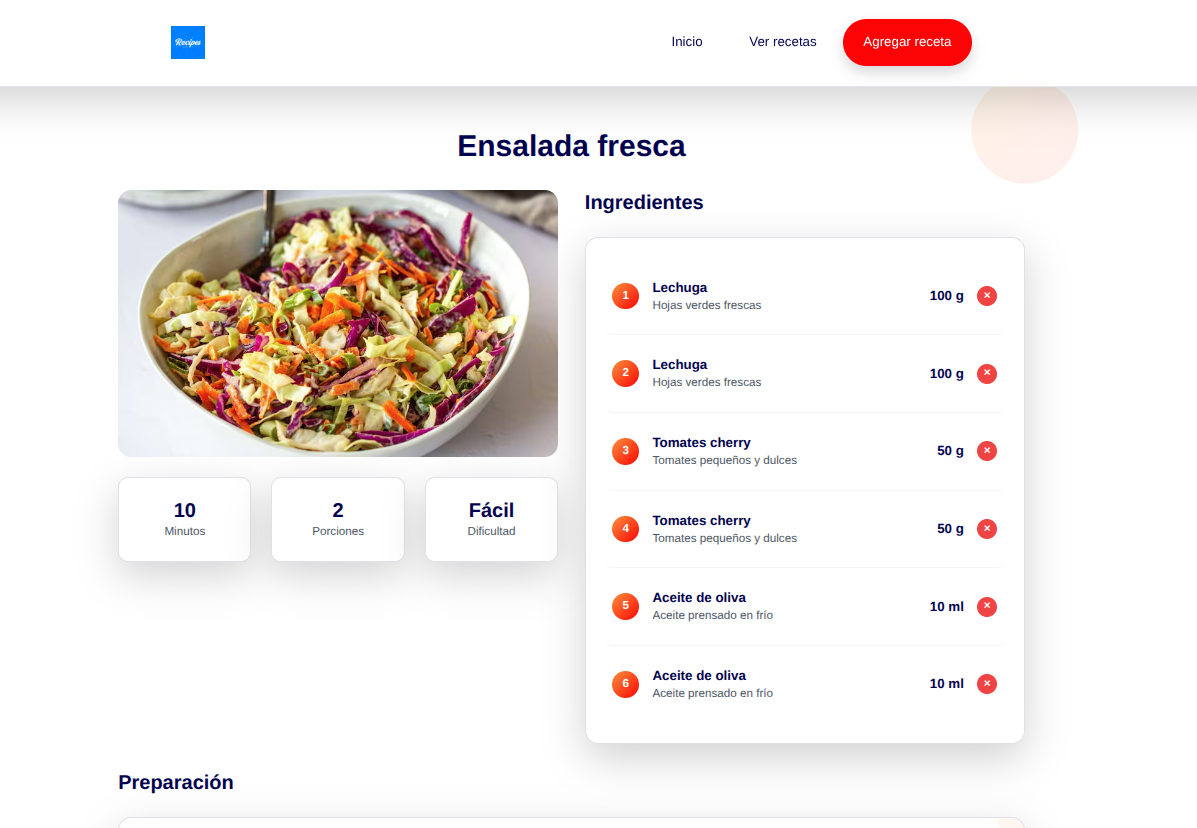 Recipes
Inicio
Ver recetas
Agregar receta
Ensalada fresca
10
Minutos
2
Porciones
Fácil
Dificultad
Ingredientes
1
Lechuga
Hojas verdes frescas
100 g
×
2
Lechuga
Hojas verdes frescas
100 g
×
3
Tomates cherry
Tomates pequeños y dulces
50 g
×
4
Tomates cherry
Tomates pequeños y dulces
50 g
×
5
Aceite de oliva
Aceite prensado en frío
10 ml
×
6
Aceite de oliva
Aceite prensado en frío
10 ml
×
Preparación